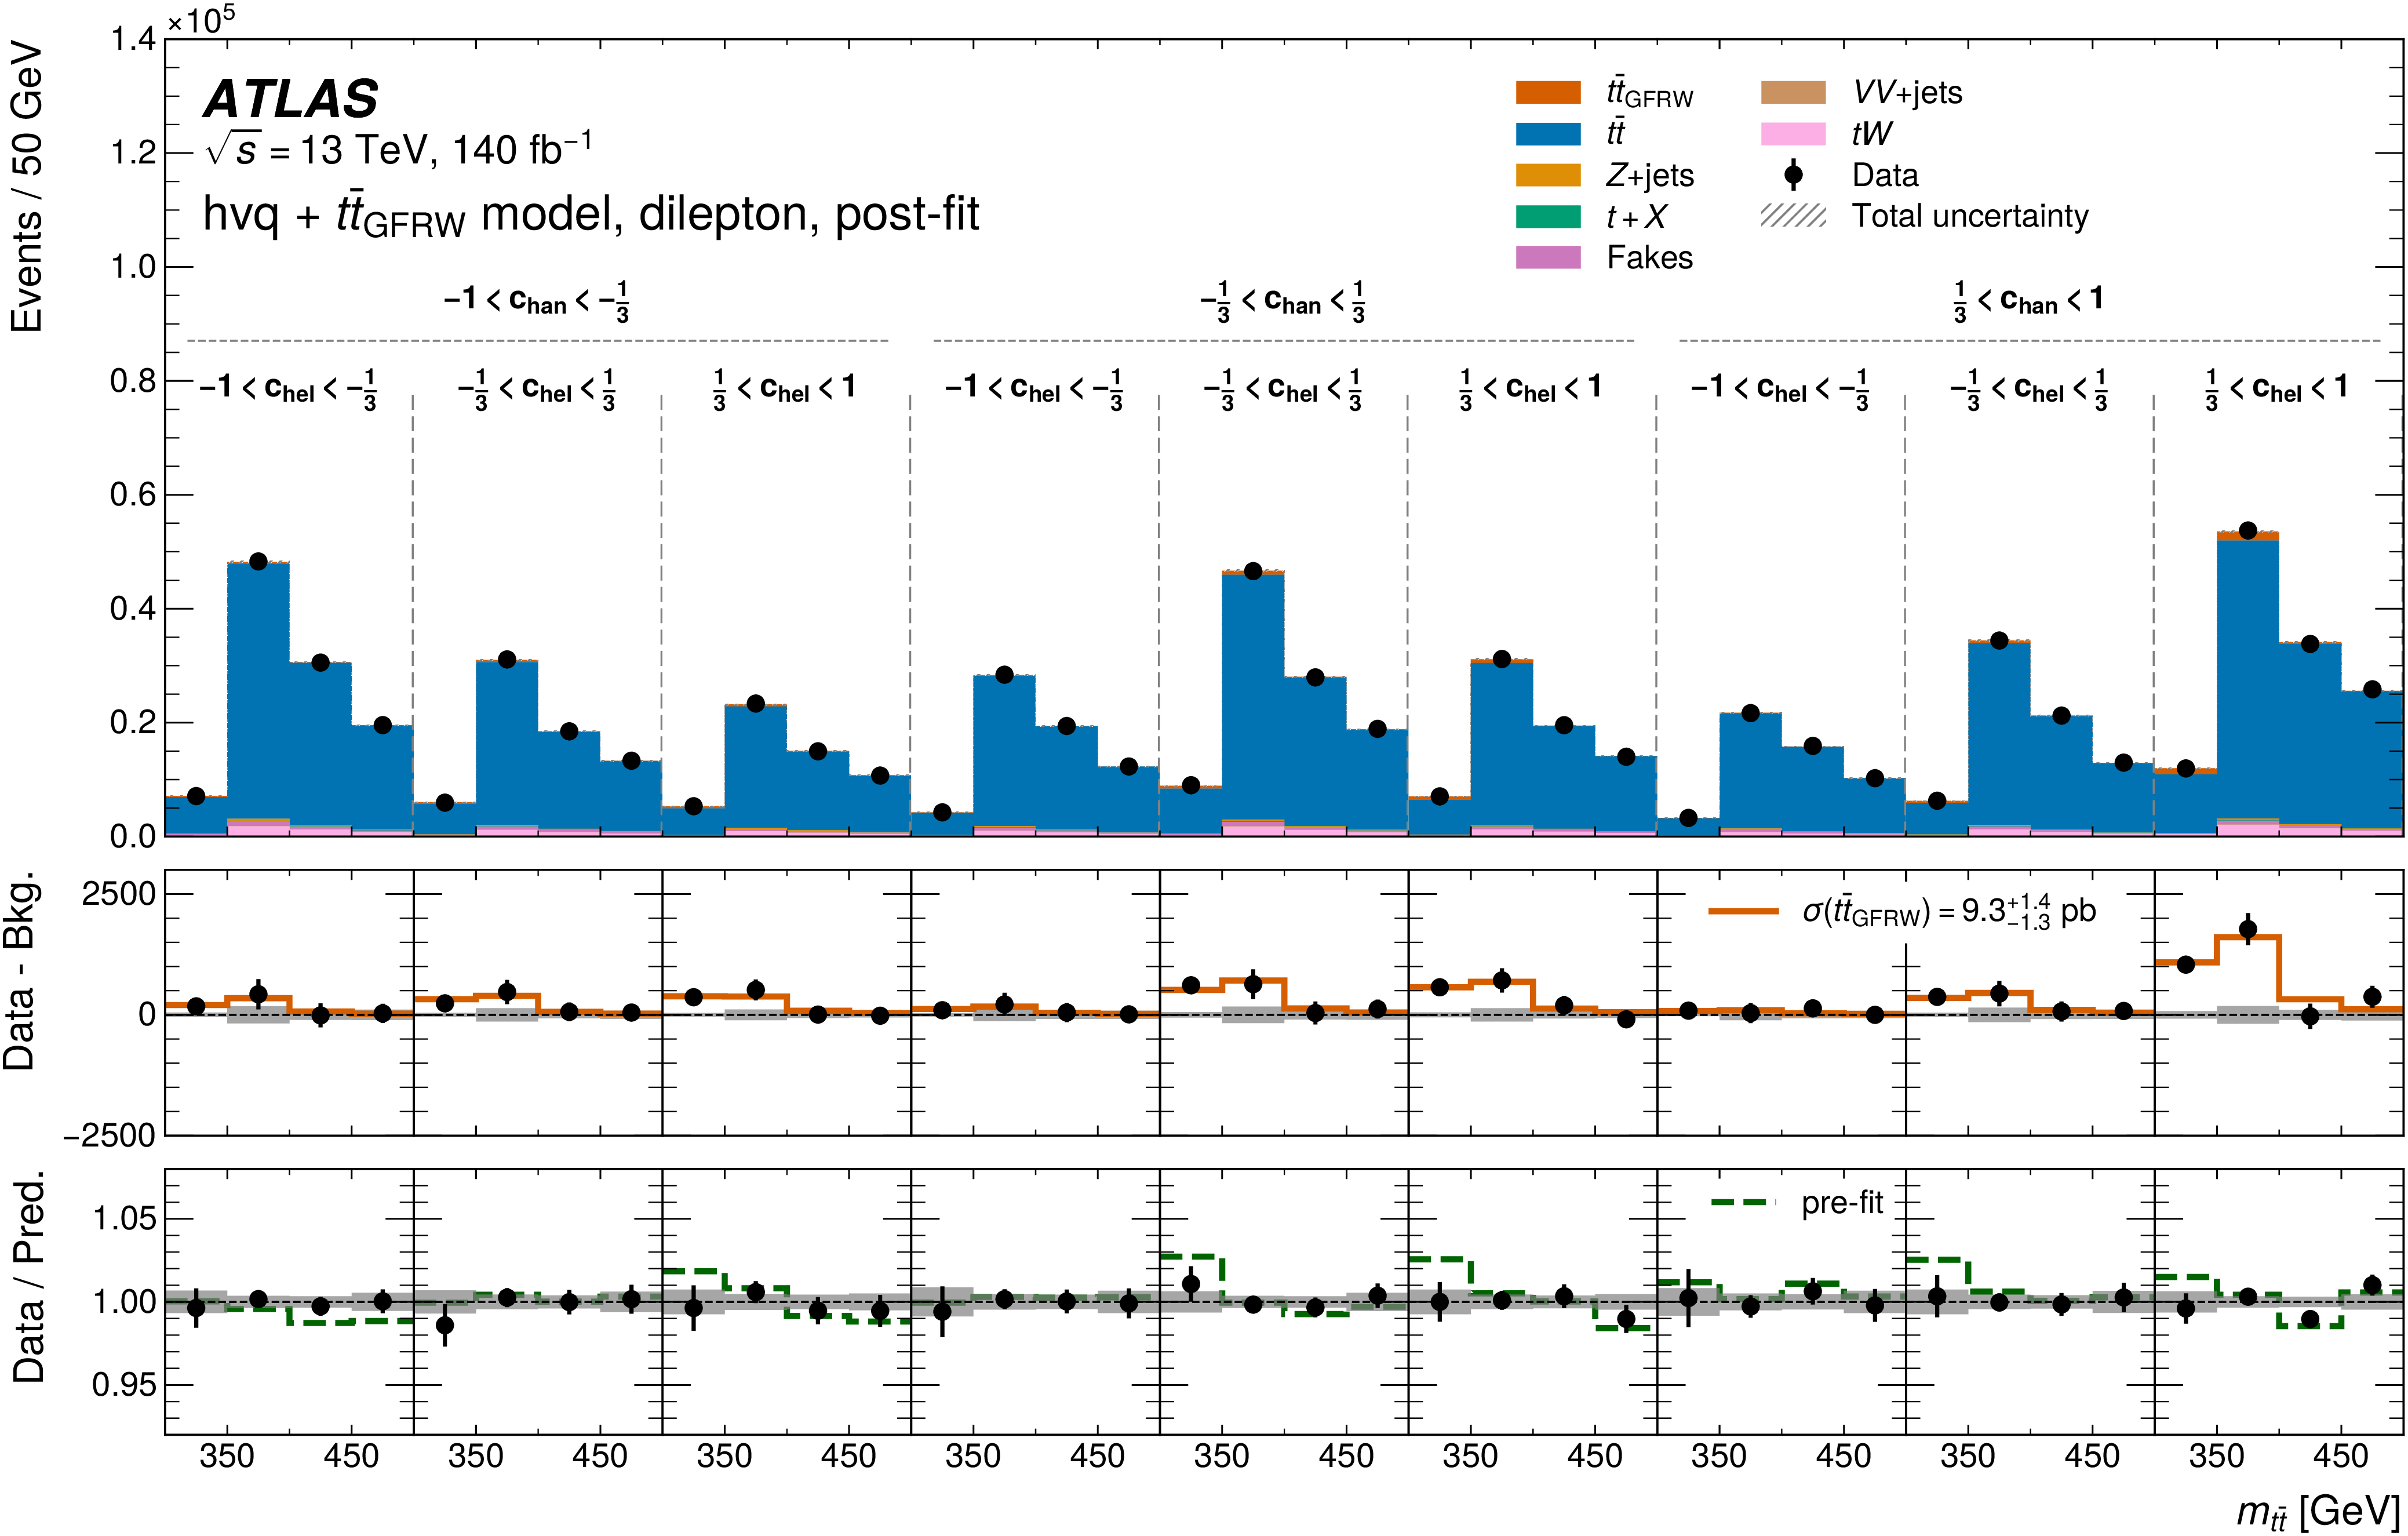 ×10⁵
Events / 50 GeV
1.4
1.2
1.0
0.8
0.6
0.4
0.2
0.0
ATLAS
√s = 13 TeV, 140 fb⁻¹
hvq + tt̄_GFRW model, dilepton, post-fit
tt̄_GFRW
tt̄
Z+jets
t + X
Fakes
VV+jets
tW
Data
Total uncertainty
−1 < c_han < −1/3
−1/3 < c_han < 1/3
1/3 < c_han < 1
−1 < c_hel < −1/3
−1/3 < c_hel < 1/3
1/3 < c_hel < 1
−1 < c_hel < −1/3
−1/3 < c_hel < 1/3
1/3 < c_hel < 1
−1 < c_hel < −1/3
−1/3 < c_hel < 1/3
1/3 < c_hel < 1
Data - Bkg.
2500
0
−2500
σ(tt̄_GFRW) = 9.3 +1.4 −1.3 pb
Data / Pred.
1.05
1.00
0.95
pre-fit
350 450 350 450 350 450 350 450 350 450 350 450 350 450 350 450 350 450
m_tt̄ [GeV]